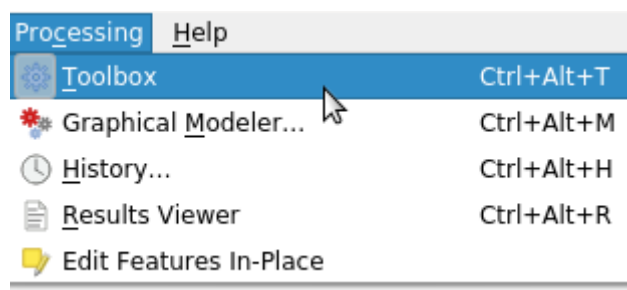 Processing Help
Toolbox Ctrl+Alt+T
Graphical Modeler... Ctrl+Alt+M
History... Ctrl+Alt+H
Results Viewer Ctrl+Alt+R
Edit Features In-Place